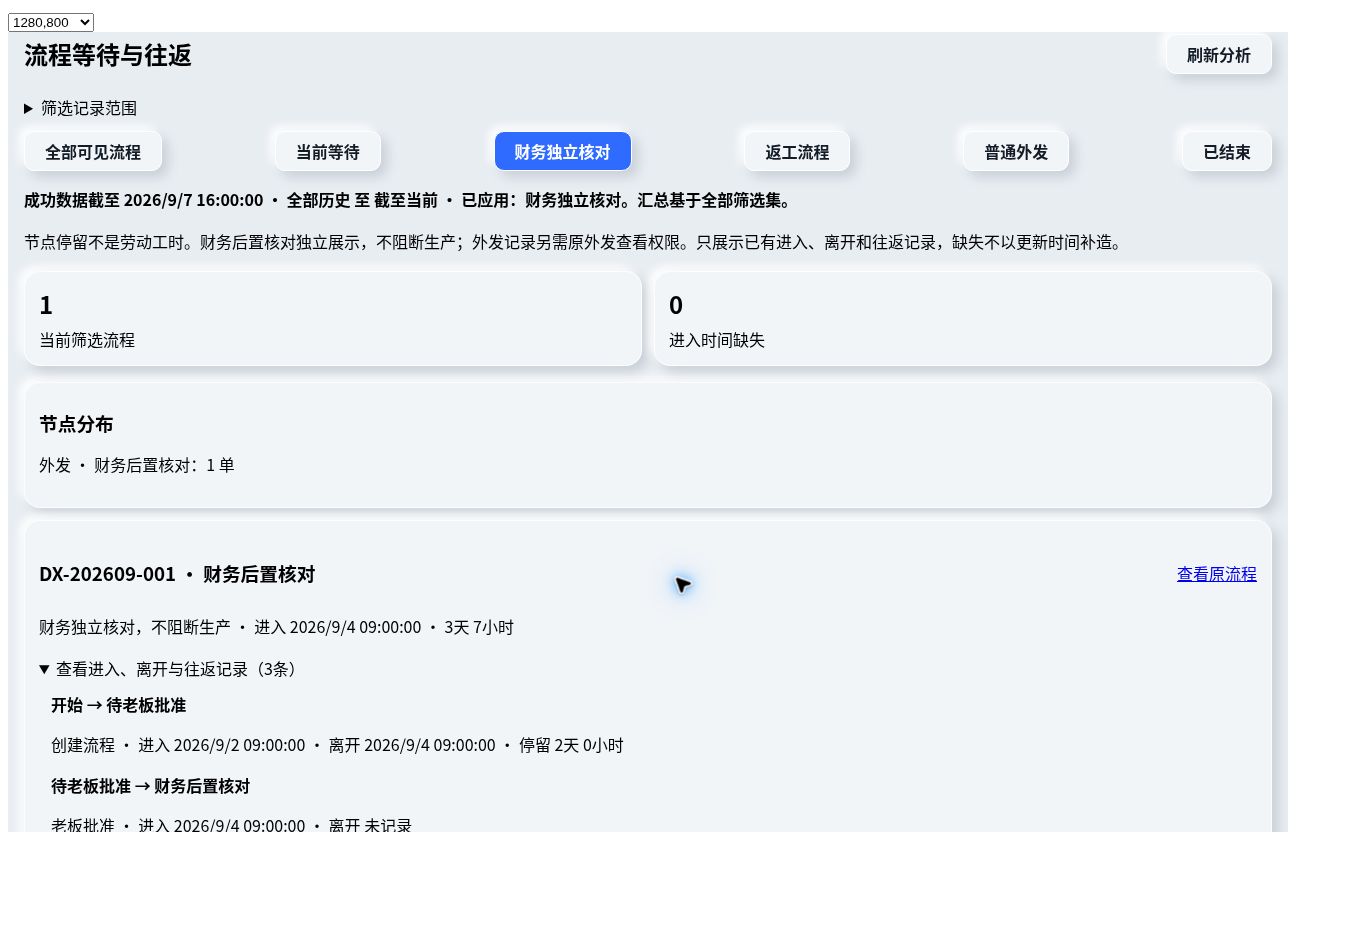 1280,800
流程等待与往返
刷新分析
筛选记录范围
全部可见流程 当前等待 财务独立核对 返工流程 普通外发 已结束
成功数据截至 2026/9/7 16:00:00 · 全部历史 至 截至当前 · 已应用：财务独立核对。汇总基于全部筛选集。
节点停留不是劳动工时。财务后置核对独立展示，不阻断生产；外发记录另需原外发查看权限。只展示已有进入、离开和往返记录，缺失不以更新时间补造。
1
当前筛选流程
0
进入时间缺失
节点分布
外发 · 财务后置核对：1 单
DX-202609-001 · 财务后置核对
查看原流程
财务独立核对，不阻断生产 · 进入 2026/9/4 09:00:00 · 3天 7小时
查看进入、离开与往返记录（3条）
开始 → 待老板批准
创建流程 · 进入 2026/9/2 09:00:00 · 离开 2026/9/4 09:00:00 · 停留 2天 0小时
待老板批准 → 财务后置核对
老板批准 · 进入 2026/9/4 09:00:00 · 离开 未记录